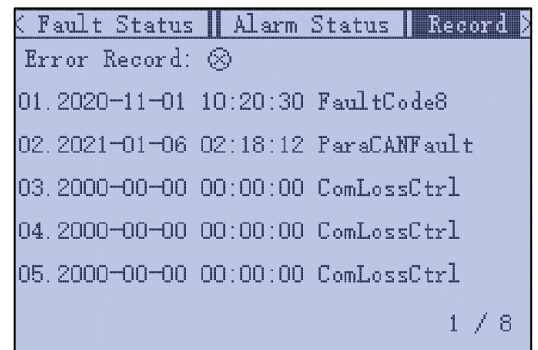 < Fault Status || Alarm Status | Record >
Error Record: ⊗
01.2020-11-01 10:20:30 FaultCode8
02.2021-01-06 02:18:12 ParaCANFault
03.2000-00-00 00:00:00 ComLossCtrl
04.2000-00-00 00:00:00 ComLossCtrl
05.2000-00-00 00:00:00 ComLossCtrl
1 / 8